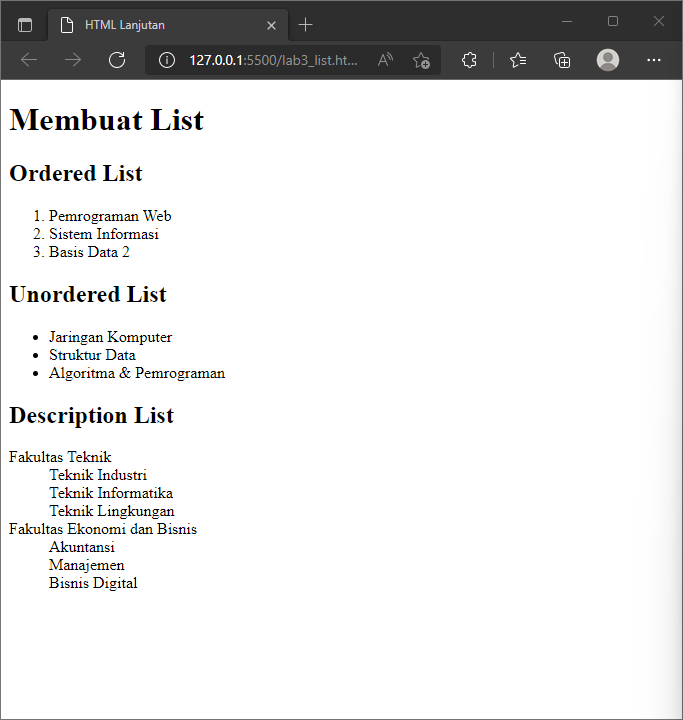 HTML Lanjutan
127.0.0.1:5500/lab3_list.ht...
Membuat List
Ordered List
1. Pemrograman Web
2. Sistem Informasi
3. Basis Data 2
Unordered List
• Jaringan Komputer
• Struktur Data
• Algoritma & Pemrograman
Description List
Fakultas Teknik
Teknik Industri
Teknik Informatika
Teknik Lingkungan
Fakultas Ekonomi dan Bisnis
Akuntansi
Manajemen
Bisnis Digital